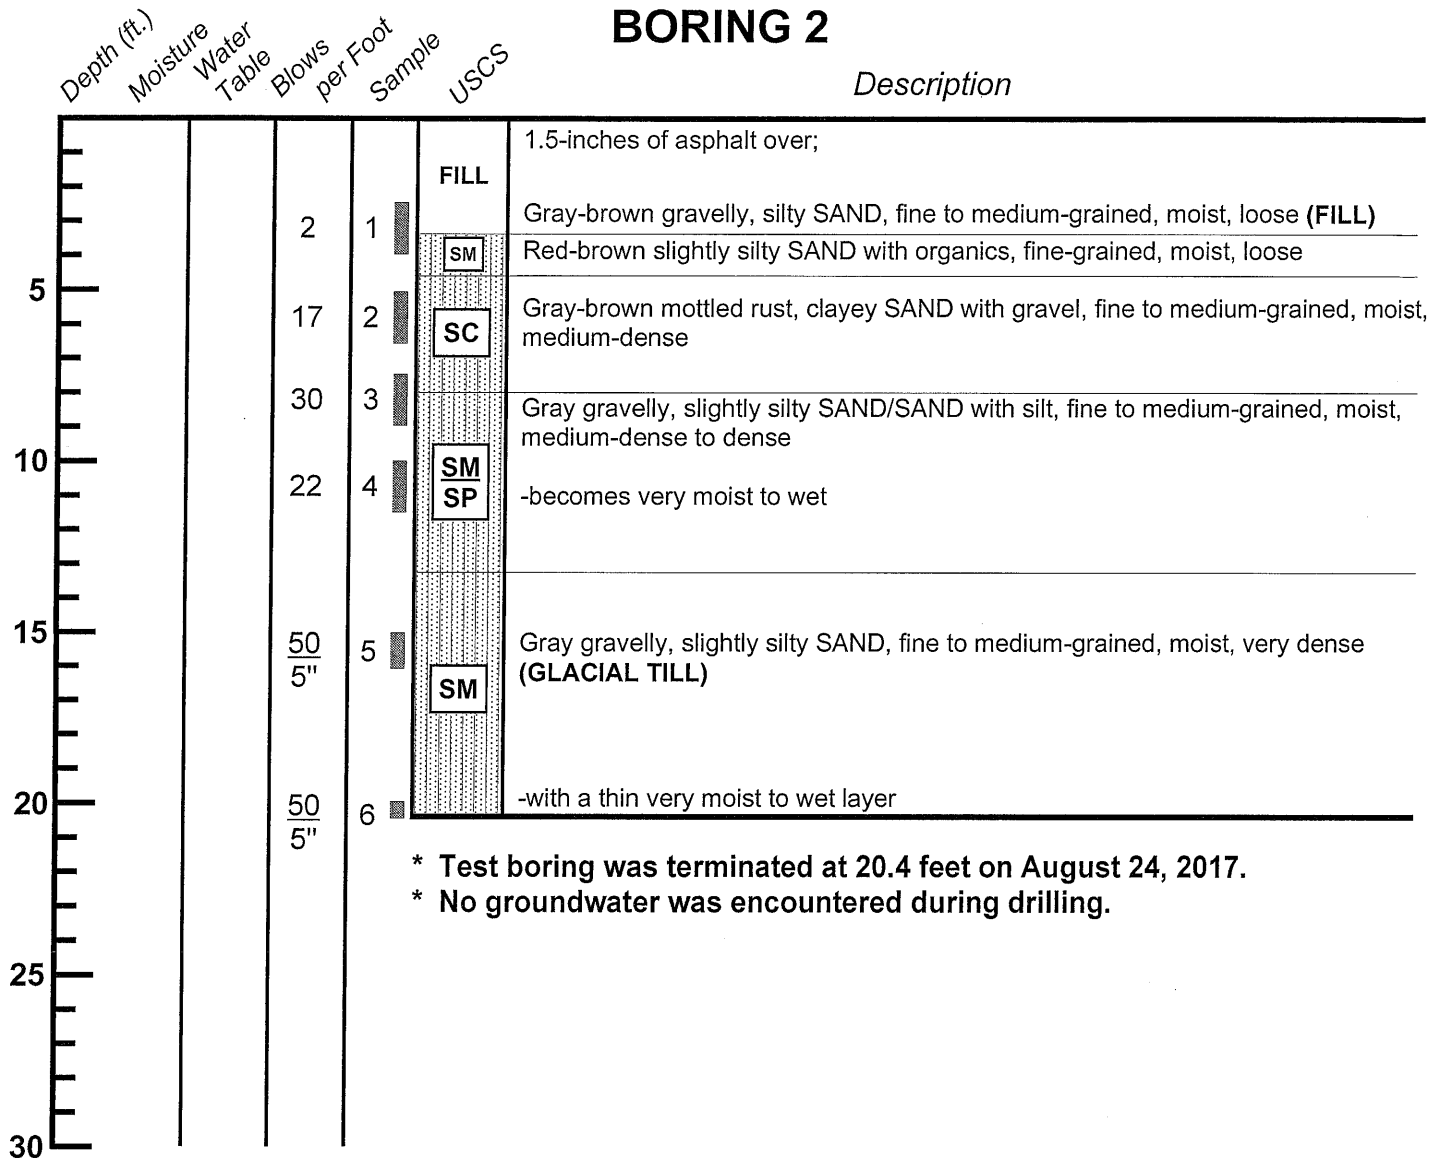 BORING 2
Depth (ft.)
Moisture
Water
Table
Blows
per Foot
Sample
USCS
Description
1.5-inches of asphalt over;
FILL
2
1
Gray-brown gravelly, silty SAND, fine to medium-grained, moist, loose (FILL)
SM
Red-brown slightly silty SAND with organics, fine-grained, moist, loose
5
17
2
SC
Gray-brown mottled rust, clayey SAND with gravel, fine to medium-grained, moist,
medium-dense
30
3
Gray gravelly, slightly silty SAND/SAND with silt, fine to medium-grained, moist,
medium-dense to dense
10
22
4
SM
SP
-becomes very moist to wet
15
50
5"
5
SM
Gray gravelly, slightly silty SAND, fine to medium-grained, moist, very dense
(GLACIAL TILL)
20
50
5"
6
-with a thin very moist to wet layer
* Test boring was terminated at 20.4 feet on August 24, 2017.
* No groundwater was encountered during drilling.
25
30